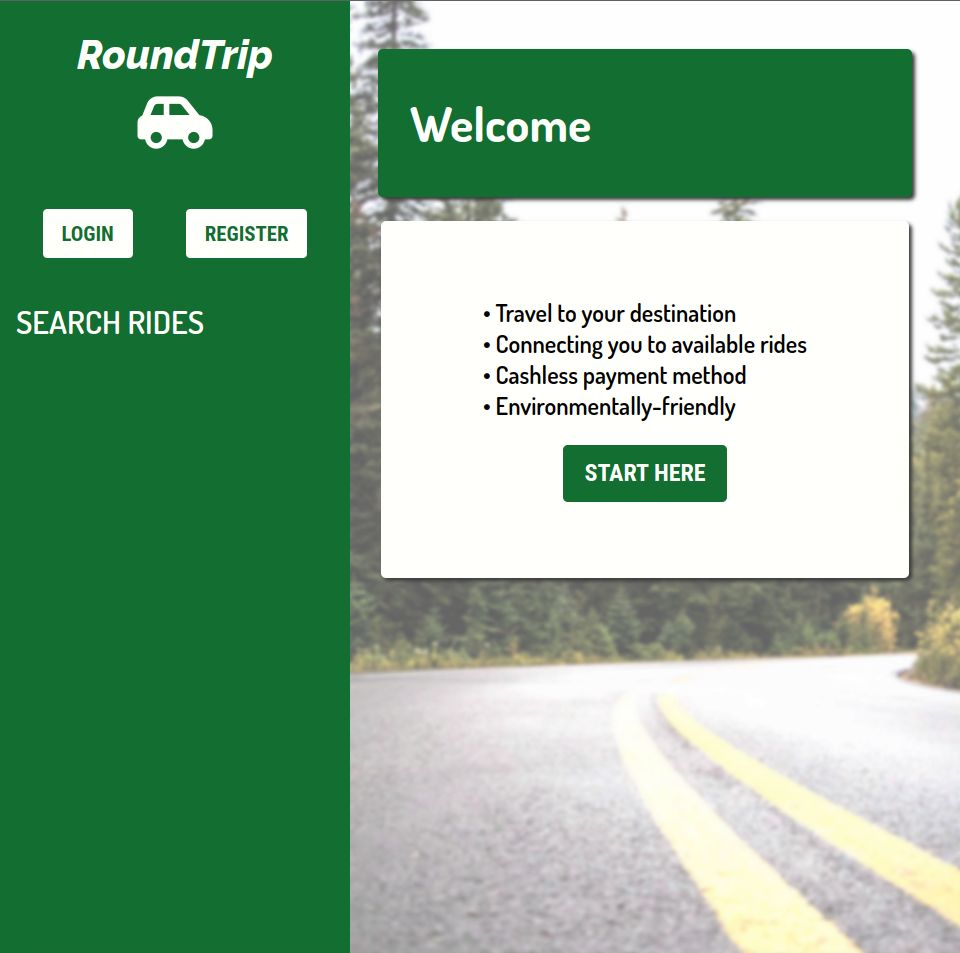 RoundTrip
LOGIN
REGISTER
SEARCH RIDES
Welcome
• Travel to your destination
• Connecting you to available rides
• Cashless payment method
• Environmentally-friendly
START HERE